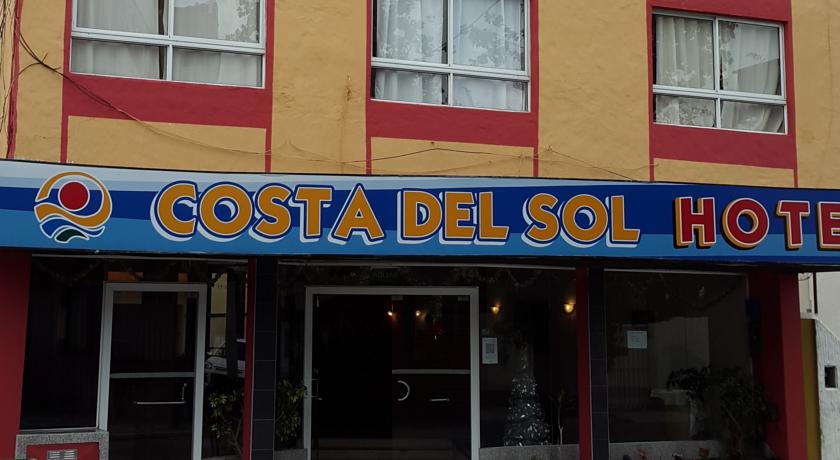 COSTA DEL SOL HOTE